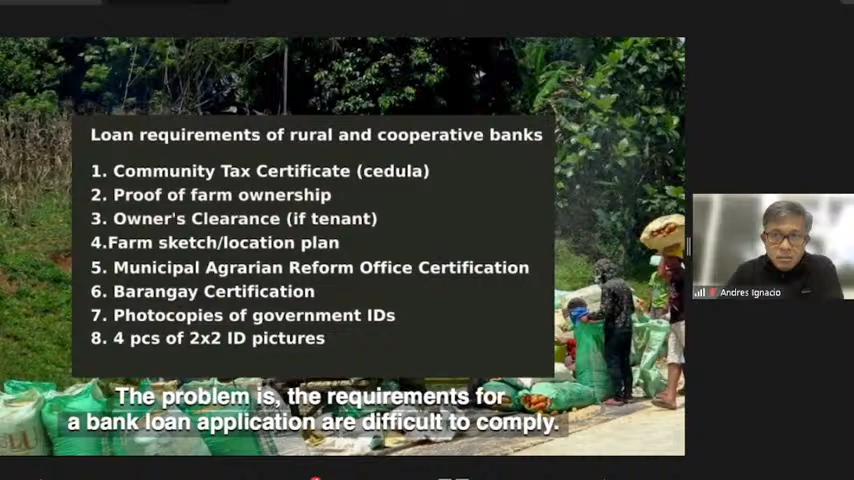 Loan requirements of rural and cooperative banks
1. Community Tax Certificate (cedula)
2. Proof of farm ownership
3. Owner's Clearance (if tenant)
4.Farm sketch/location plan
5. Municipal Agrarian Reform Office Certification
6. Barangay Certification
7. Photocopies of government IDs
8. 4 pcs of 2x2 ID pictures
The problem is, the requirements for
a bank loan application are difficult to comply.
Andres Ignacio